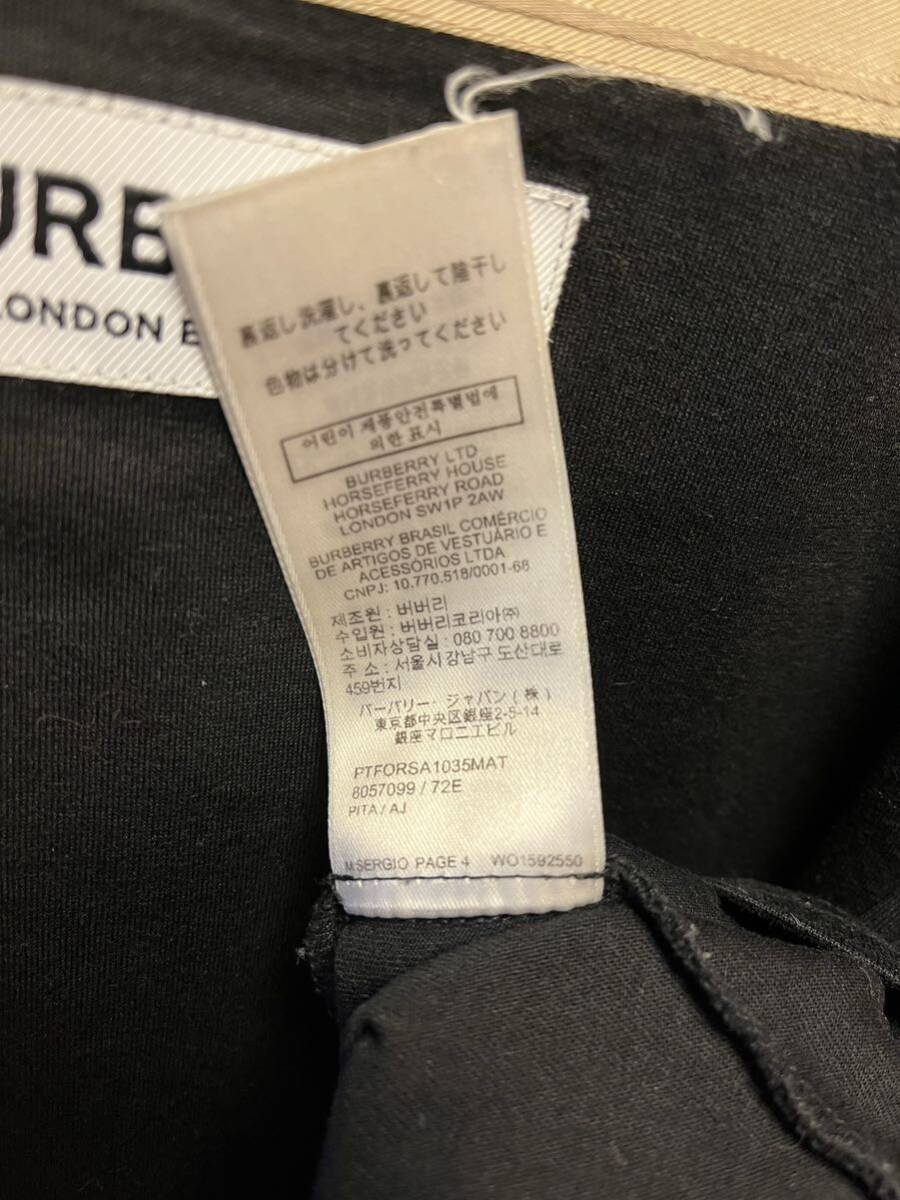 URB
LONDON E
裏返し洗濯し、裏返して陰干し
てください
色物は分けて洗ってください
어린이 제품안전특별법에
의한 표시
BURBERRY LTD
HORSEFERRY HOUSE
HORSEFERRY ROAD
LONDON SW1P 2AW
BURBERRY BRASIL COMÉRCIO
DE ARTIGOS DE VESTUÁRIO E
ACESSÓRIOS LTDA
CNPJ: 10.770.518/0001-68
제조원 : 버버리
수입원 : 버버리코리아㈜
소비자상담실 : 080 700 8800
주 소 : 서울시강남구 도산대로
459번지
バーバリー・ジャパン(株)
東京都中央区銀座2-5-14
銀座マロニエビル
PTFORSA1035MAT
8057099 / 72E
PITA / AJ
M.SERGIO PAGE 4 WO1592550